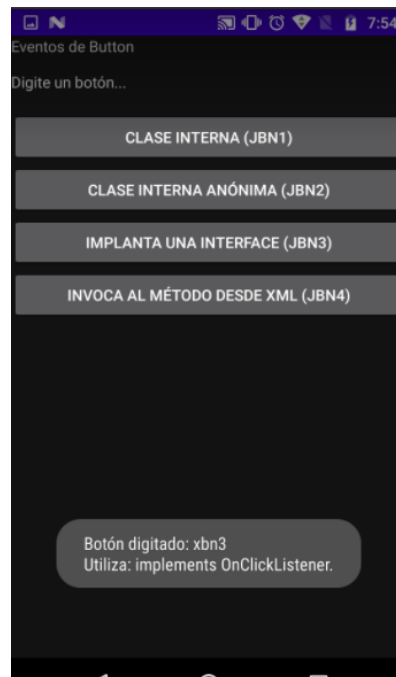 7:54
Eventos de Button
Digite un botón...
CLASE INTERNA (JBN1)
CLASE INTERNA ANÓNIMA (JBN2)
IMPLANTA UNA INTERFACE (JBN3)
INVOCA AL MÉTODO DESDE XML (JBN4)
Botón digitado: xbn3
Utiliza: implements OnClickListener.